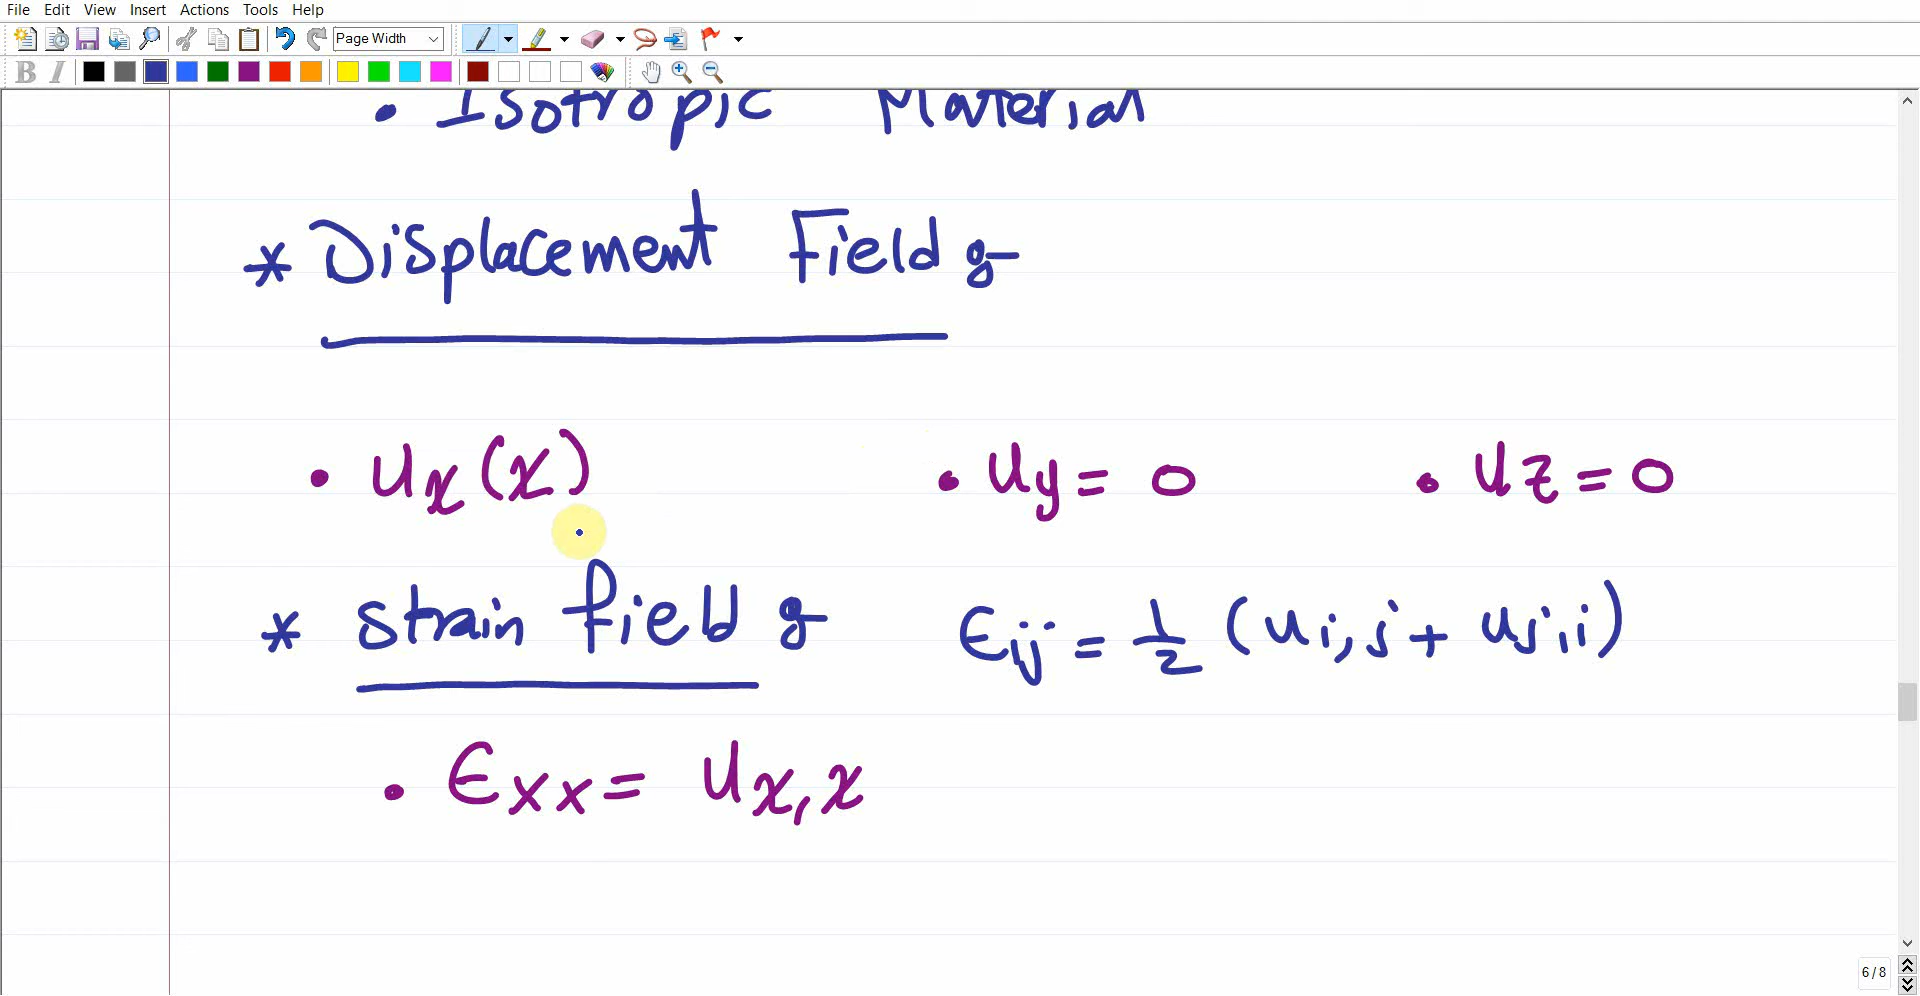 File Edit View Insert Actions Tools Help
Page Width
B I
• Isotropic Material
* Displacement Field :-
• ux(x) • uy = 0 • uz = 0
* Strain field :- ϵij = 1/2 (ui,j + uj,i)
• ϵxx = ux,x
6/8